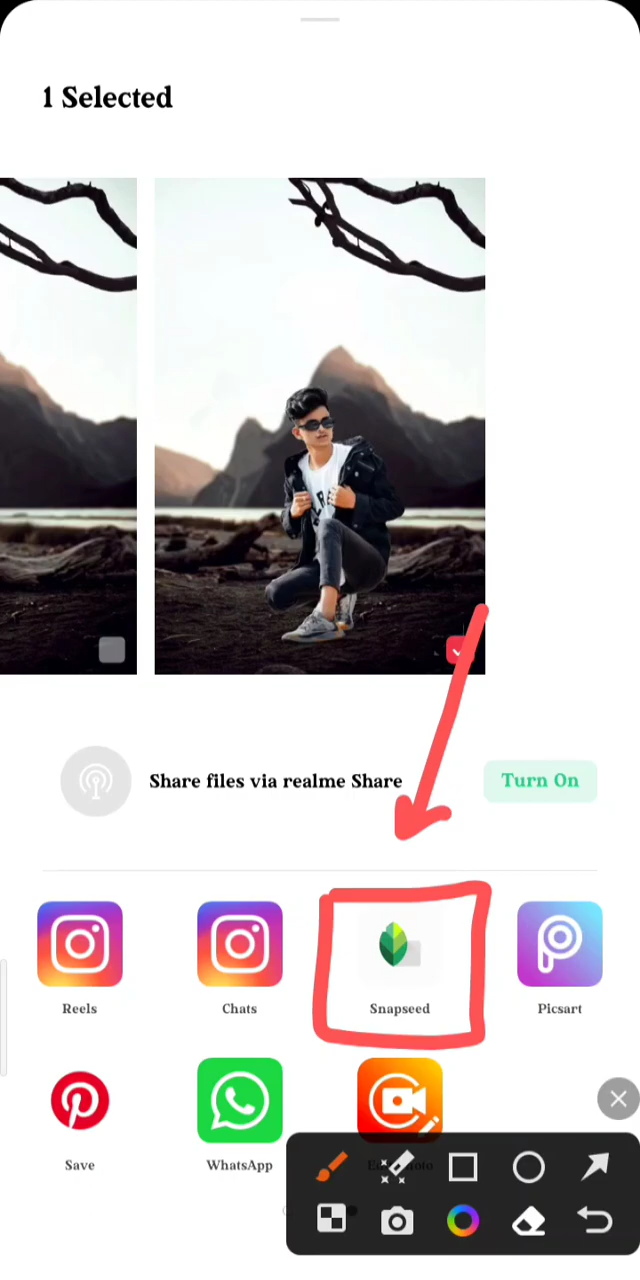 1 Selected
Share files via realme Share
Turn On
Reels
Chats
Snapseed
Picsart
Save
WhatsApp